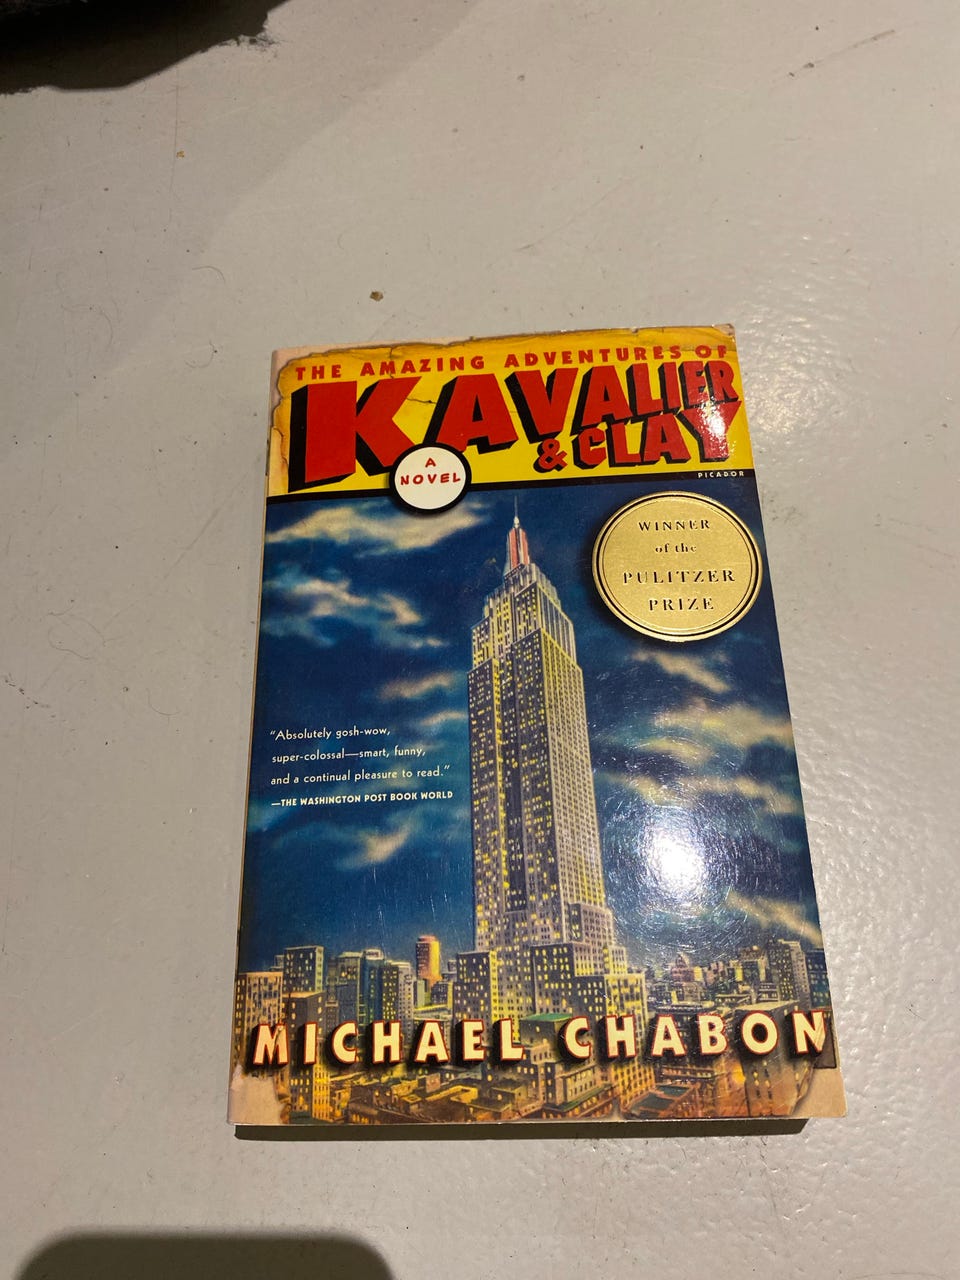 THE AMAZING ADVENTURES OF
KAVALIER
& CLAY
A
NOVEL
PICADOR
WINNER
of the
PULITZER
PRIZE
“Absolutely gosh-wow,
super-colossal—smart, funny,
and a continual pleasure to read.”
—THE WASHINGTON POST BOOK WORLD
MICHAEL CHABON